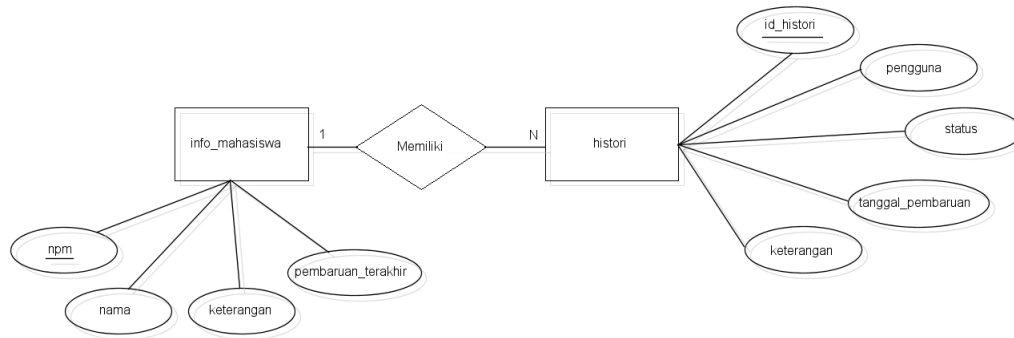 id_histori
pengguna
info_mahasiswa
1
Memiliki
N
histori
status
tanggal_pembaruan
keterangan
npm
pembaruan_terakhir
nama
keterangan